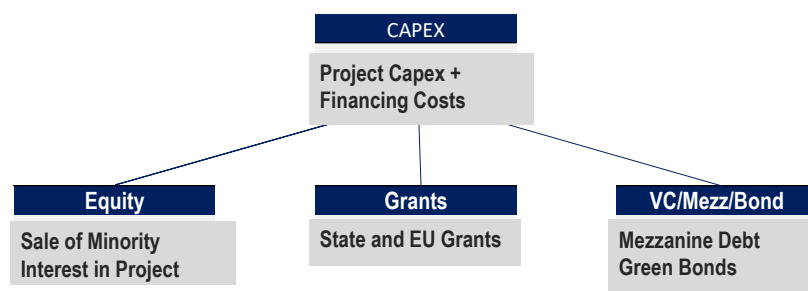 CAPEX
Project Capex +
Financing Costs
Equity
Sale of Minority
Interest in Project
Grants
State and EU Grants
VC/Mezz/Bond
Mezzanine Debt
Green Bonds